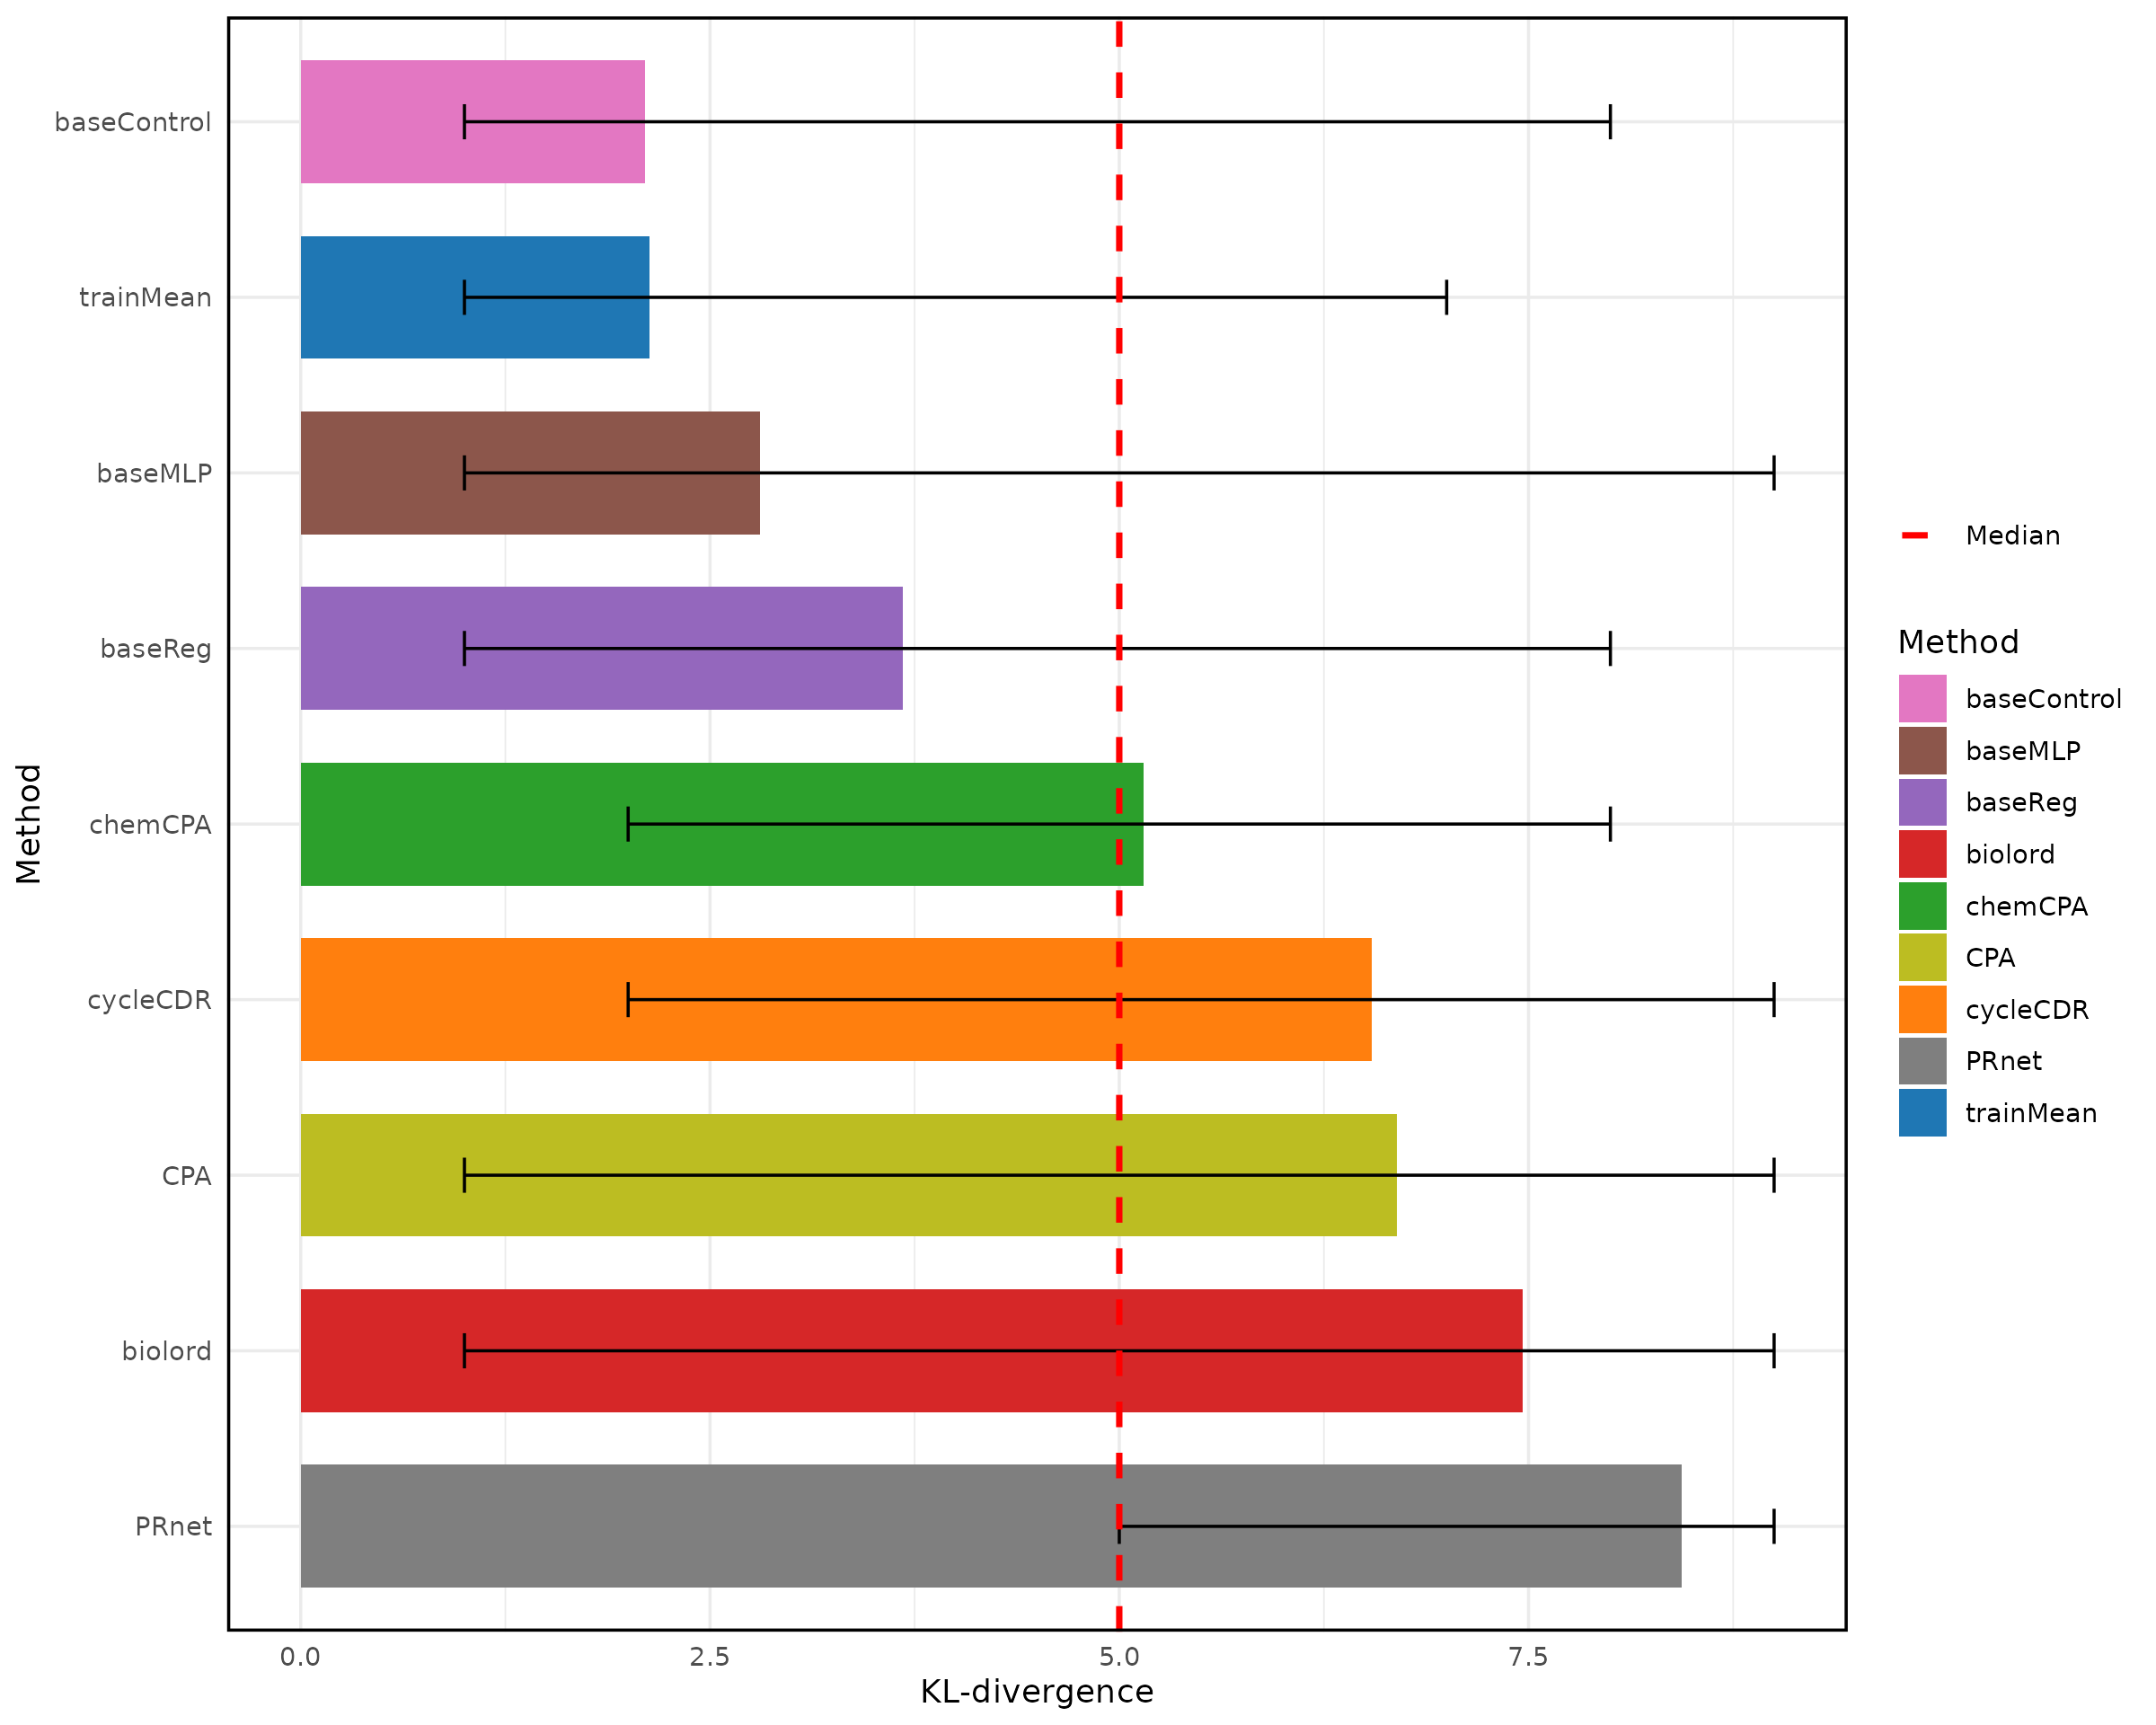 baseControl
trainMean
baseMLP
baseReg
chemCPA
cycleCDR
CPA
biolord
PRnet
Method
0.0 2.5 5.0 7.5
KL-divergence
Median
Method
baseControl
baseMLP
baseReg
biolord
chemCPA
CPA
cycleCDR
PRnet
trainMean